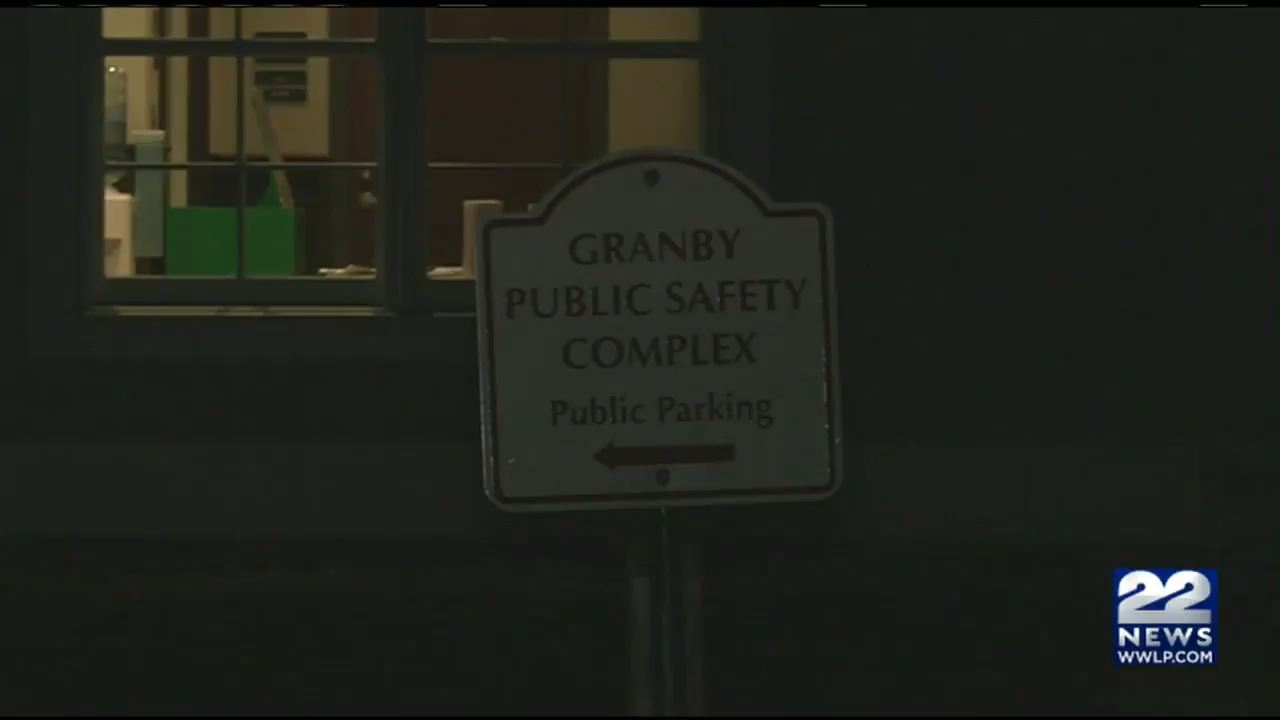 GRANBY
PUBLIC SAFETY
COMPLEX
Public Parking
22
NEWS
WWLP.COM